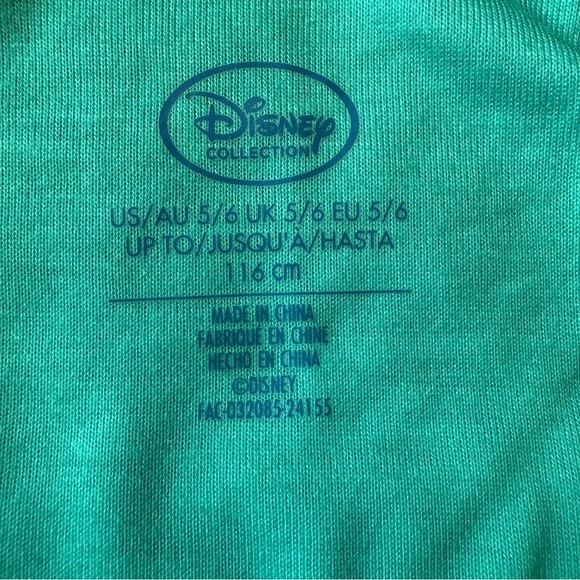 Disney
COLLECTION
US/AU 5/6 UK 5/6 EU 5/6
UP TO/JUSQU'À/HASTA
116 cm
MADE IN CHINA
FABRIQUÉ EN CHINE
HECHO EN CHINA
©DISNEY
FAC-032085-24155